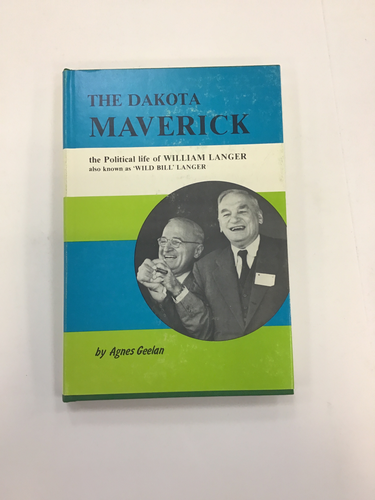 THE DAKOTA
MAVERICK
the Political life of WILLIAM LANGER
also known as 'WILD BILL' LANGER
by Agnes Geelan